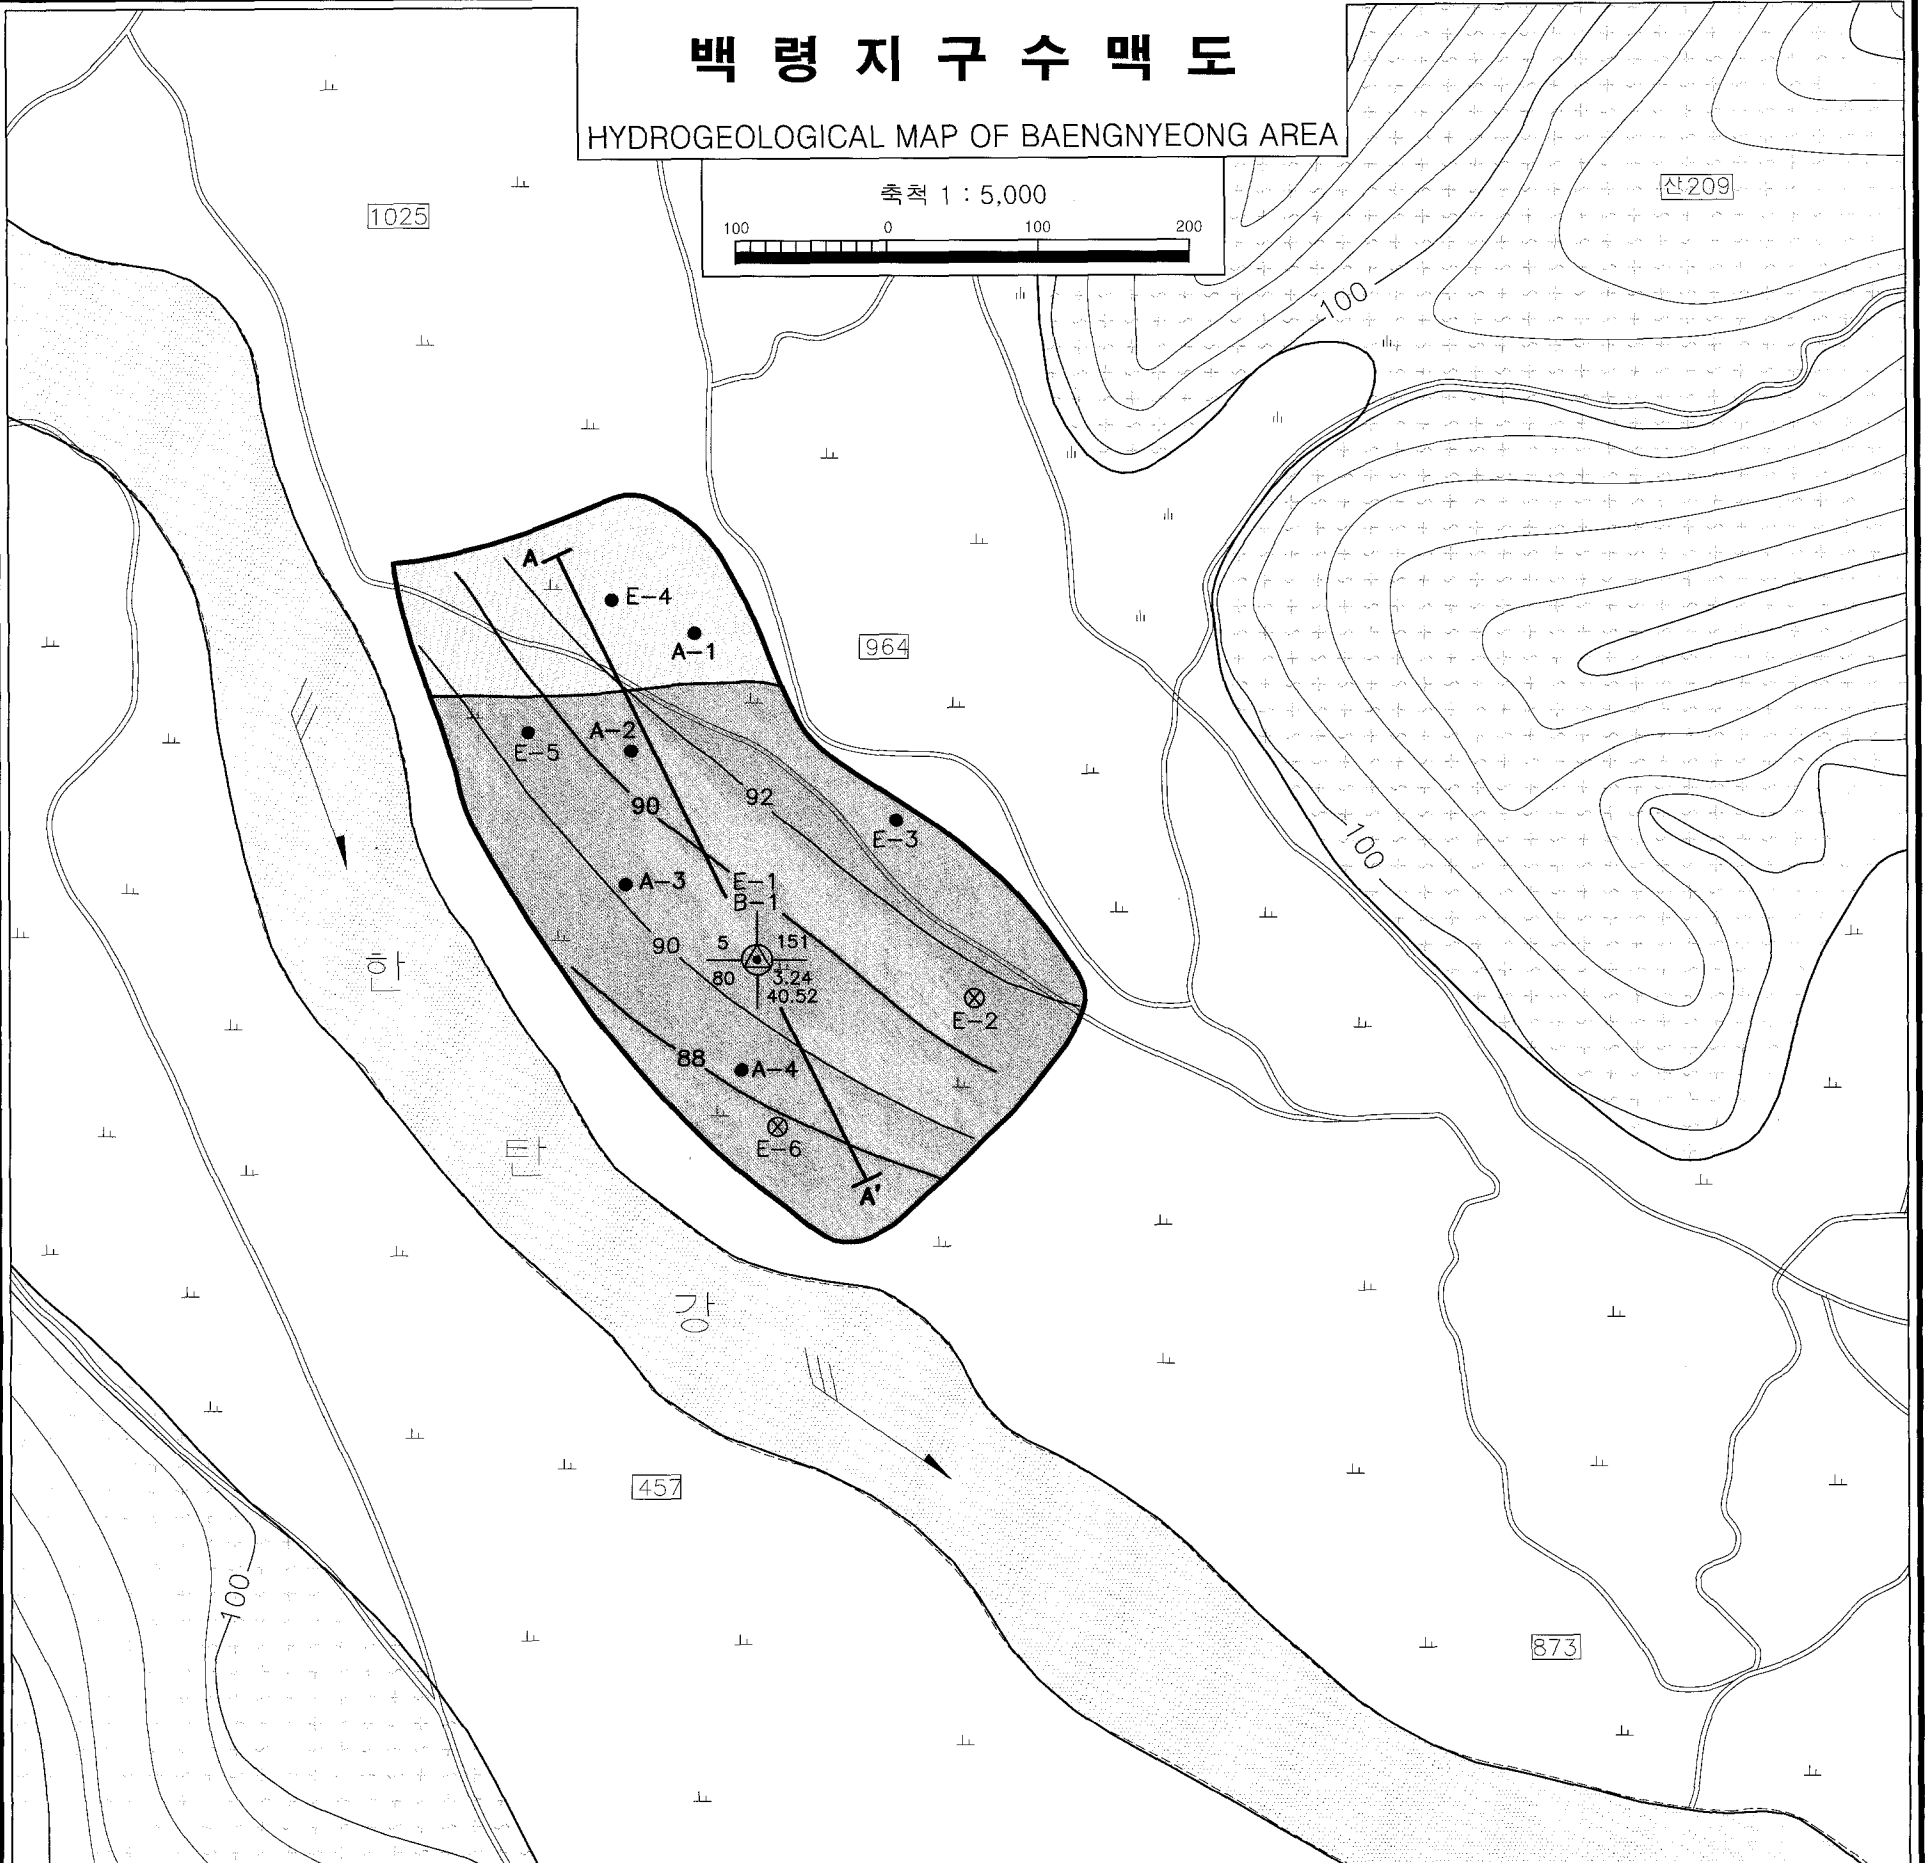 백 령 지 구 수 맥 도
HYDROGEOLOGICAL MAP OF BAENGNYEONG AREA
축척 1 : 5,000
100 0 100 200
산209
1025
100
A
E-4
A-1
964
A-2
E-5
90
92
E-3
100
A-3
E-1
B-1
5 151
90
80 3.24
40.52
한
E-2
88
A-4
E-6
탄
A'
강
457
100
873